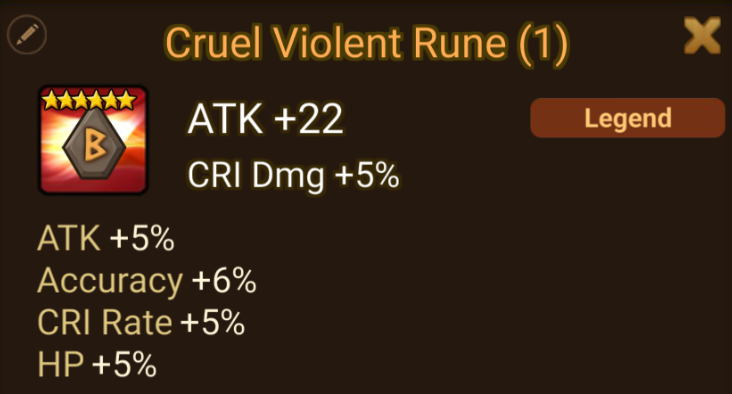 Cruel Violent Rune (1)
ATK +22
Legend
CRI Dmg +5%
ATK +5%
Accuracy +6%
CRI Rate +5%
HP +5%